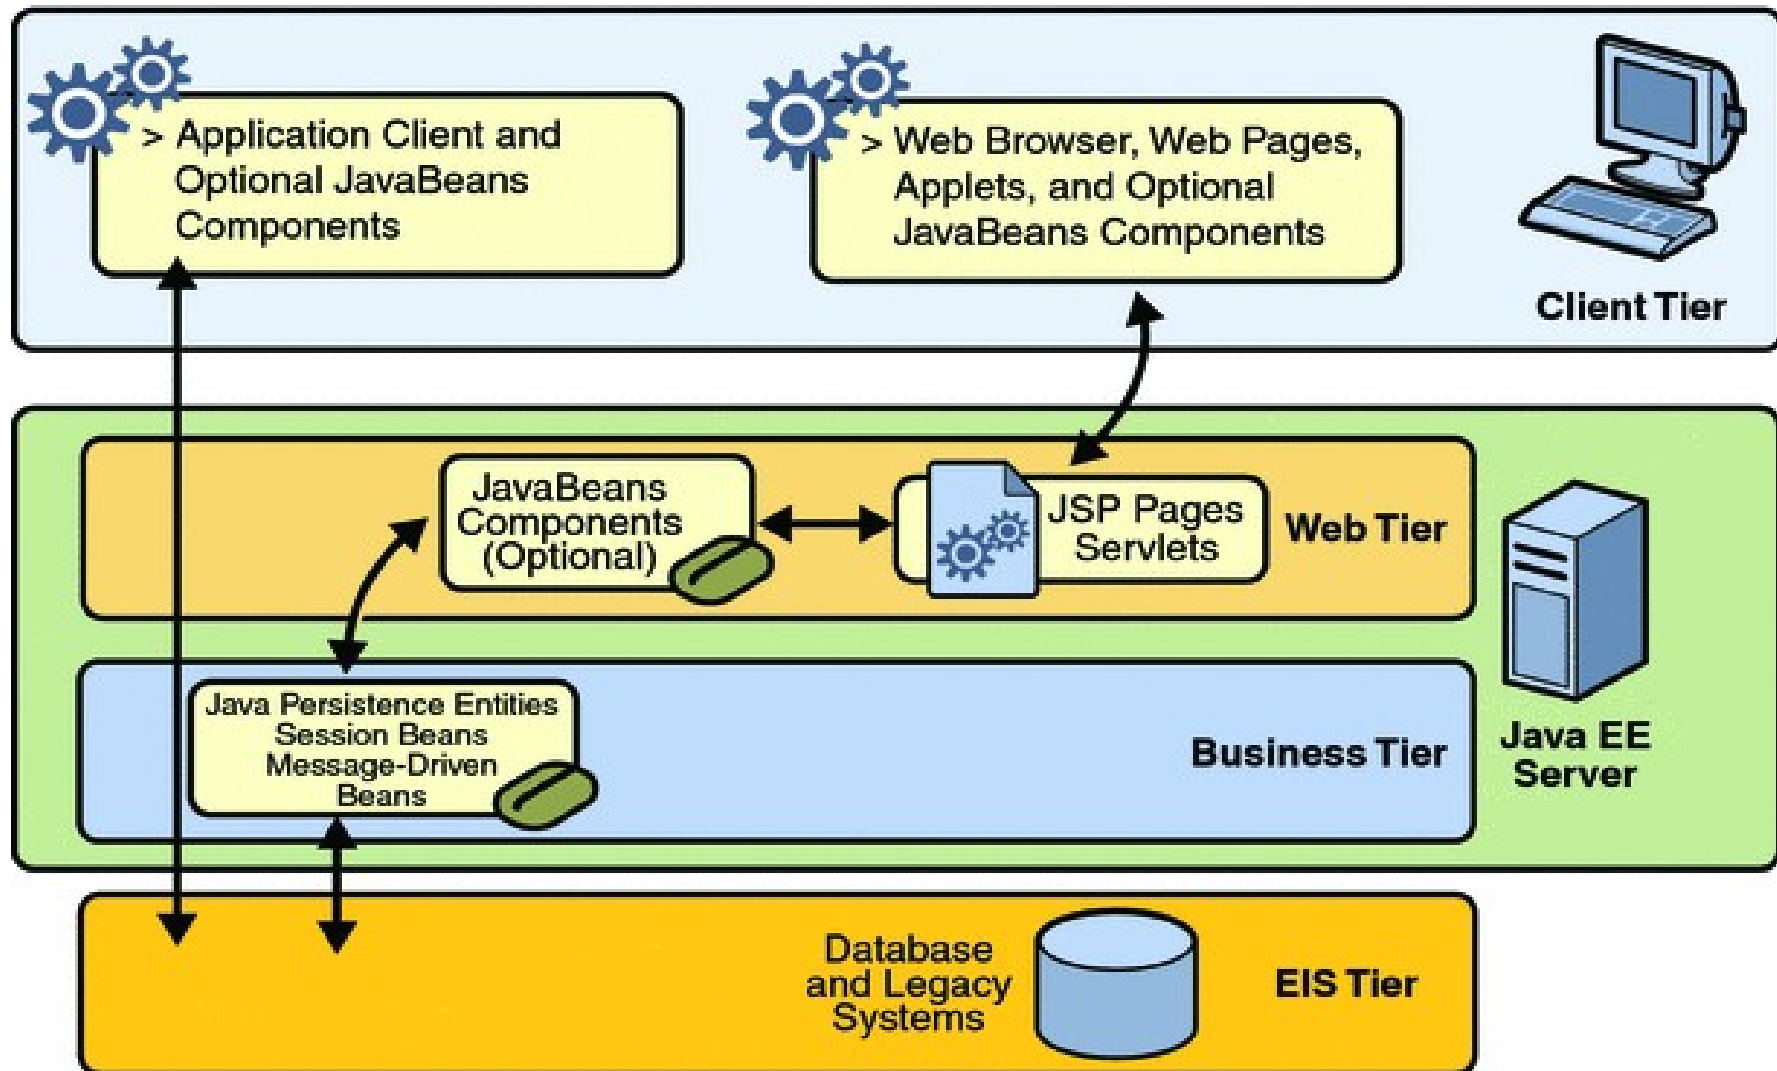 > Application Client and
Optional JavaBeans
Components
> Web Browser, Web Pages,
Applets, and Optional
JavaBeans Components
Client Tier
JavaBeans
Components
(Optional)
JSP Pages
Servlets
Web Tier
Java Persistence Entities
Session Beans
Message-Driven
Beans
Business Tier
Java EE
Server
Database
and Legacy
Systems
EIS Tier